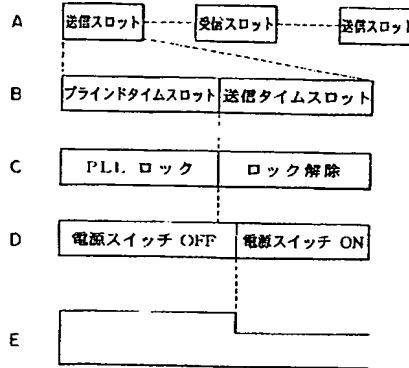 A 送信スロット 受信スロット 送信スロット
B ブラインドタイムスロット 送信タイムスロット
C PLL ロック ロック解除
D 電源スイッチ OFF 電源スイッチ ON
E